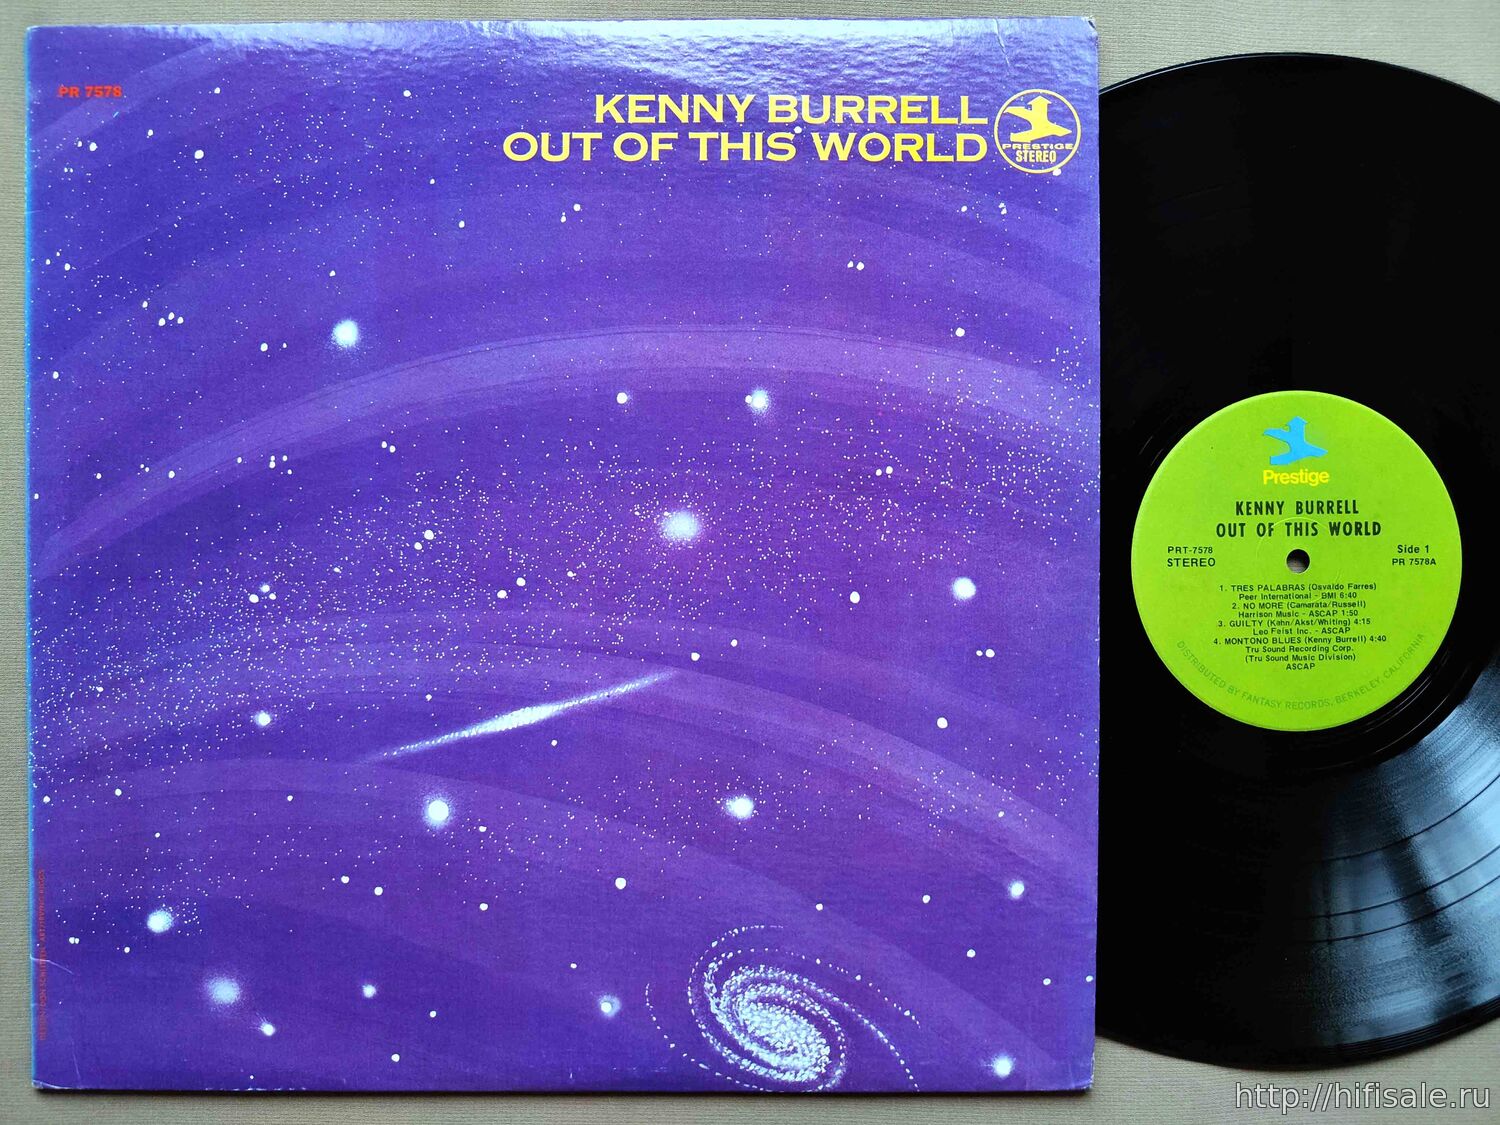 PR 7578
KENNY BURRELL
OUT OF THIS WORLD
PRESTIGE
STEREO
Prestige
KENNY BURRELL
OUT OF THIS WORLD
PRT-7578
STEREO
Side 1
PR 7578A
1. TRES PALABRAS (Osvaldo Farres)
Peer International - BMI 6:40
2. NO MORE (Camarata/Russell)
Harrison Music - ASCAP 1:50
3. GUILTY (Kahn/Akst/Whiting) 4:15
Leo Feist Inc. - ASCAP
4. MONTONO BLUES (Kenny Burrell) 4:40
Tru Sound Recording Corp.
(Tru Sound Music Division)
ASCAP
DISTRIBUTED BY FANTASY RECORDS, BERKELEY, CALIFORNIA
http://hifisale.ru